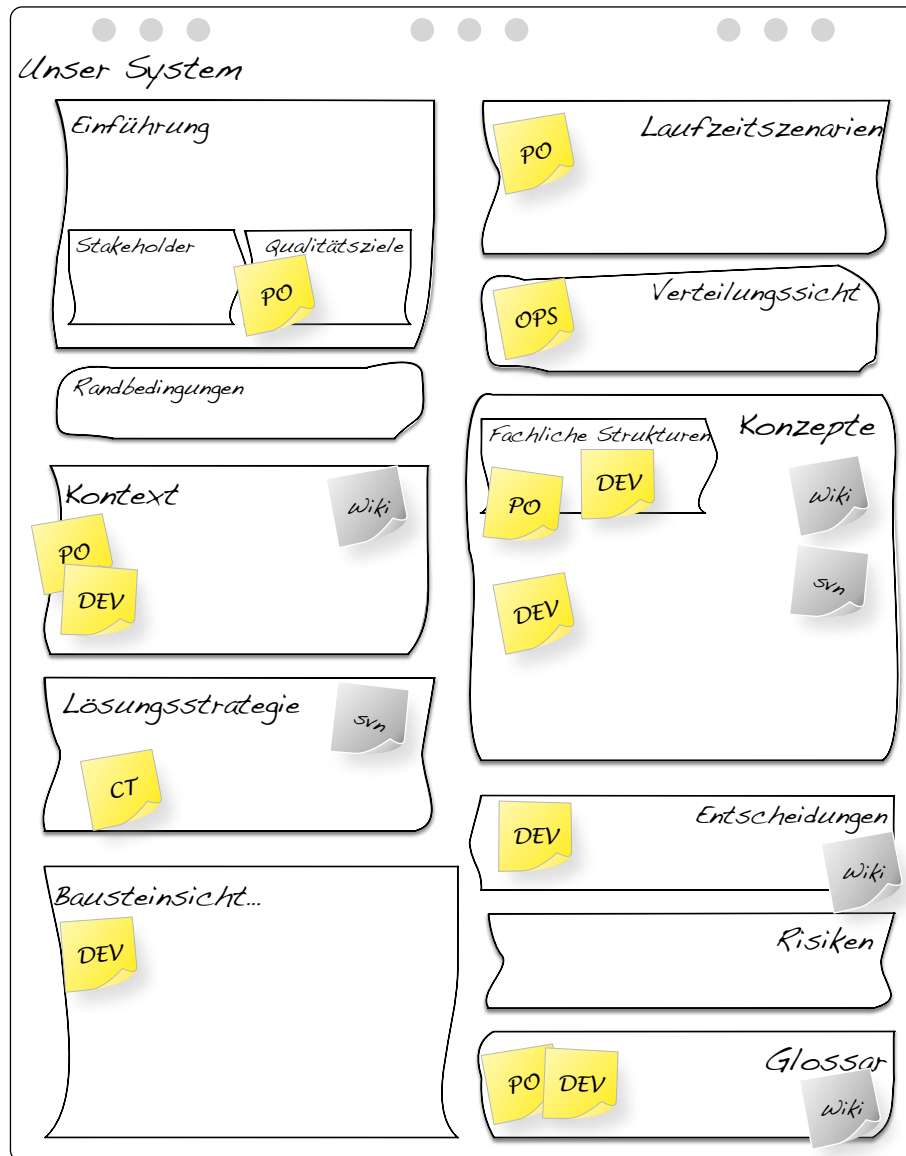 Unser System
Einführung
Stakeholder
Qualitätsziele
PO
Randbedingungen
Kontext
Wiki
PO
DEV
Lösungsstrategie
svn
CT
Bausteinsicht...
DEV
Laufzeitszenarien
PO
Verteilungssicht
OPS
Konzepte
Fachliche Strukturen
PO
DEV
Wiki
svn
DEV
Entscheidungen
DEV
Wiki
Risiken
Glossar
PO
DEV
Wiki